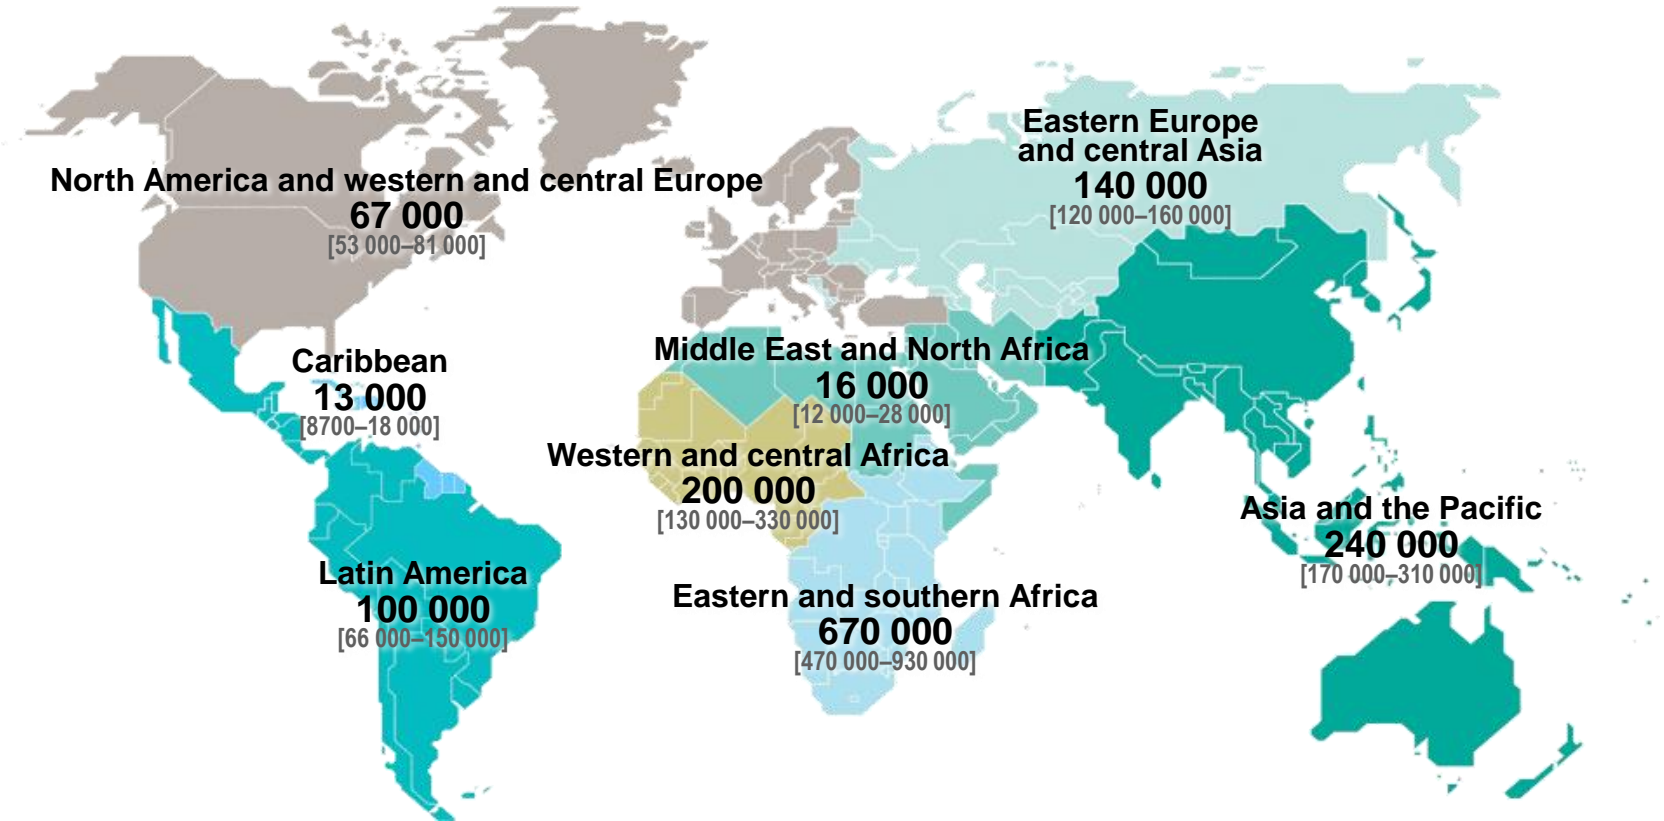 Eastern Europe
and central Asia
140 000
[120 000–160 000]
North America and western and central Europe
67 000
[53 000–81 000]
Middle East and North Africa
16 000
[12 000–28 000]
Caribbean
13 000
[8700–18 000]
Western and central Africa
200 000
[130 000–330 000]
Asia and the Pacific
240 000
[170 000–310 000]
Latin America
100 000
[66 000–150 000]
Eastern and southern Africa
670 000
[470 000–930 000]